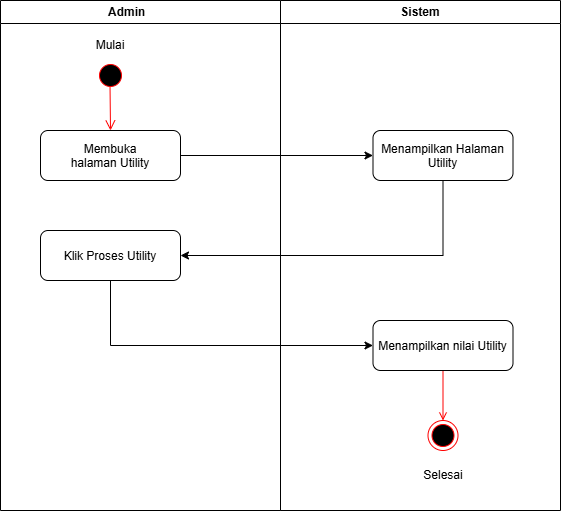 Admin
Sistem
Mulai
Membuka
halaman Utility
Menampilkan Halaman
Utility
Klik Proses Utility
Menampilkan nilai Utility
Selesai